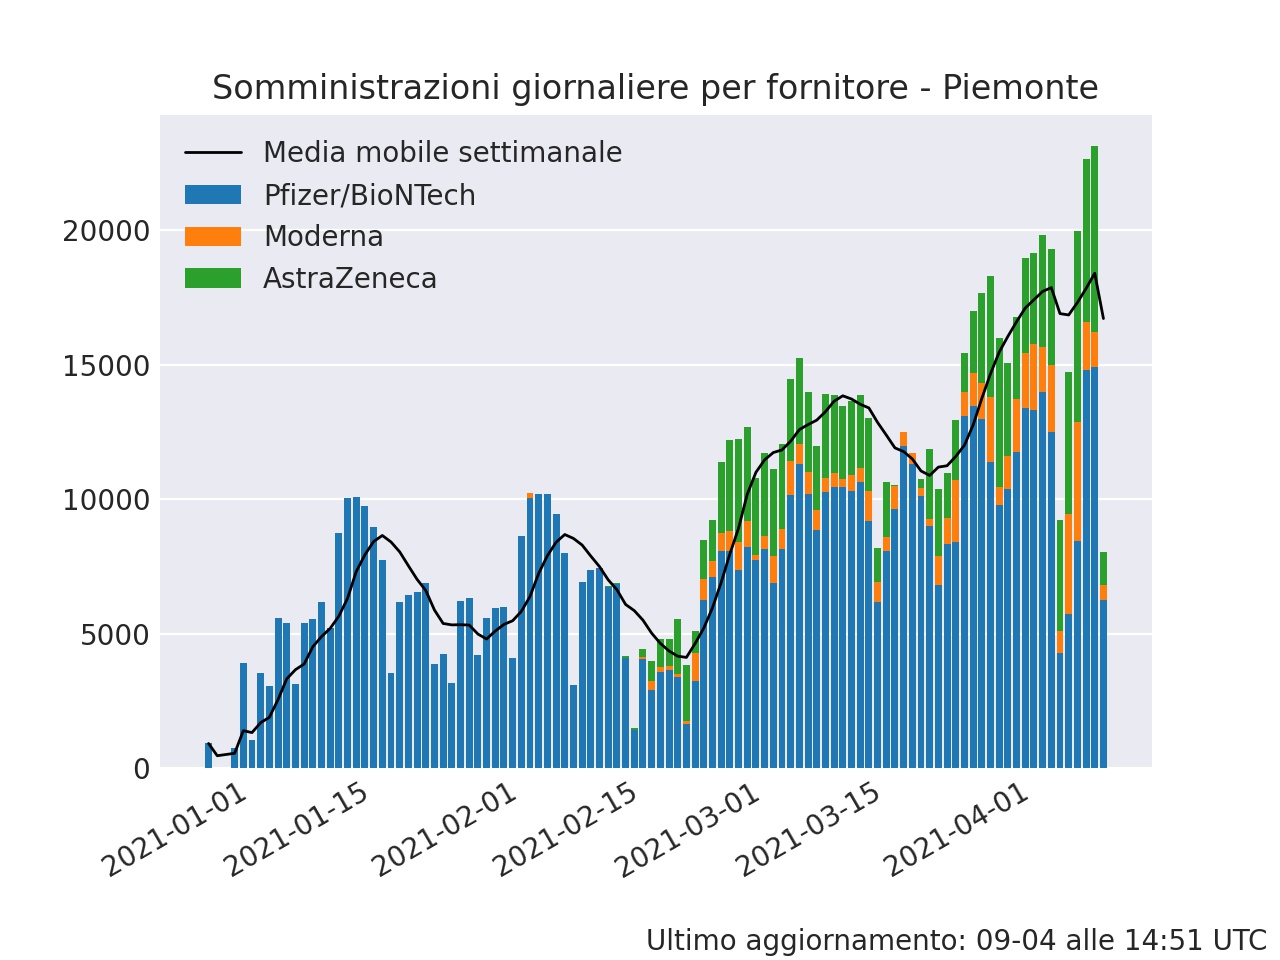 Somministrazioni giornaliere per fornitore - Piemonte
Media mobile settimanale
Pfizer/BioNTech
Moderna
AstraZeneca
20000
15000
10000
5000
0
2021-01-01
2021-01-15
2021-02-01
2021-02-15
2021-03-01
2021-03-15
2021-04-01
Ultimo aggiornamento: 09-04 alle 14:51 UTC